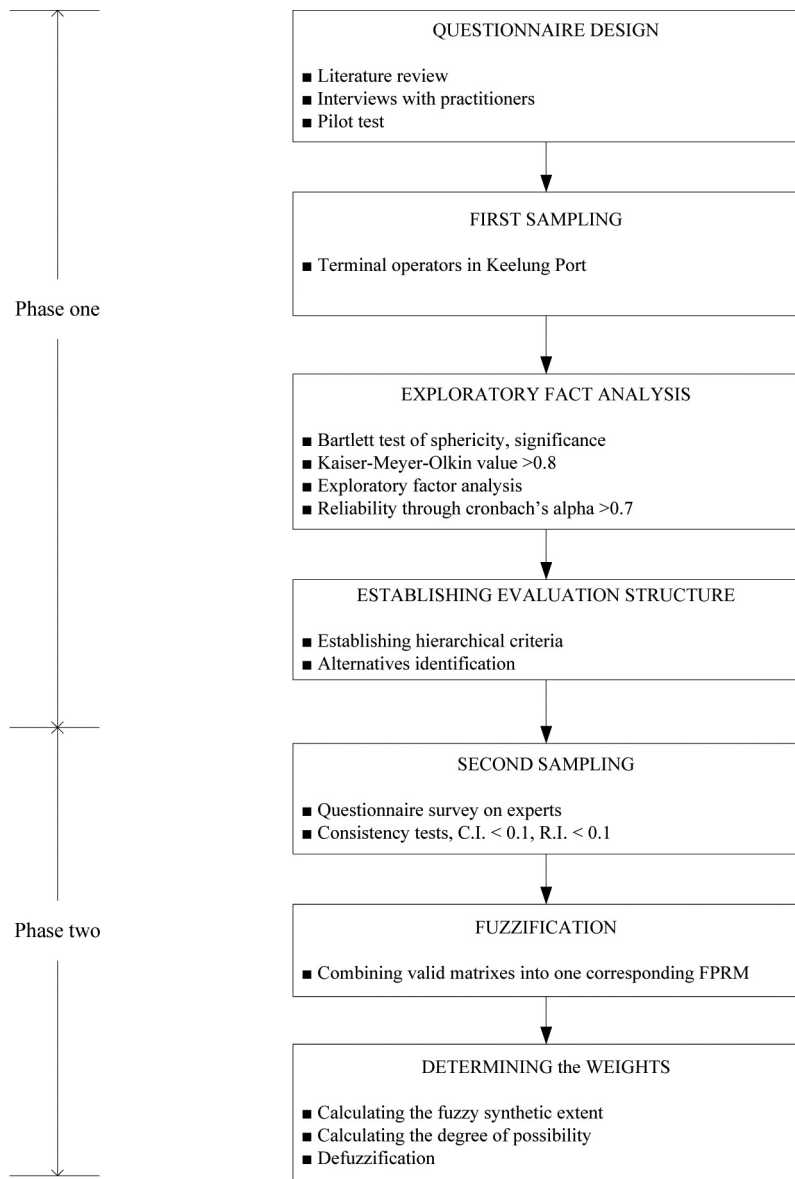 QUESTIONNAIRE DESIGN
■ Literature review
■ Interviews with practitioners
■ Pilot test
FIRST SAMPLING
■ Terminal operators in Keelung Port
Phase one
EXPLORATORY FACT ANALYSIS
■ Bartlett test of sphericity, significance
■ Kaiser-Meyer-Olkin value >0.8
■ Exploratory factor analysis
■ Reliability through cronbach’s alpha >0.7
ESTABLISHING EVALUATION STRUCTURE
■ Establishing hierarchical criteria
■ Alternatives identification
SECOND SAMPLING
■ Questionnaire survey on experts
■ Consistency tests, C.I. < 0.1, R.I. < 0.1
Phase two
FUZZIFICATION
■ Combining valid matrixes into one corresponding FPRM
DETERMINING the WEIGHTS
■ Calculating the fuzzy synthetic extent
■ Calculating the degree of possibility
■ Defuzzification